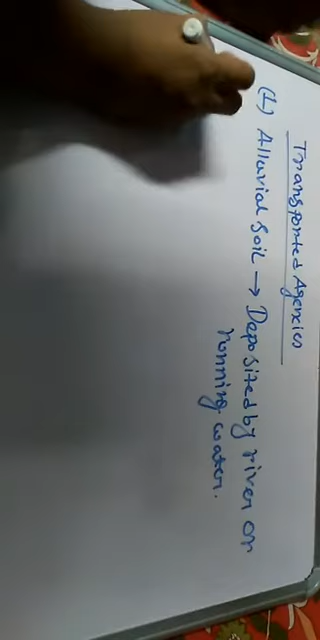 Transported Agencies
(1) Alluvial Soil → Deposited by river or
running water.